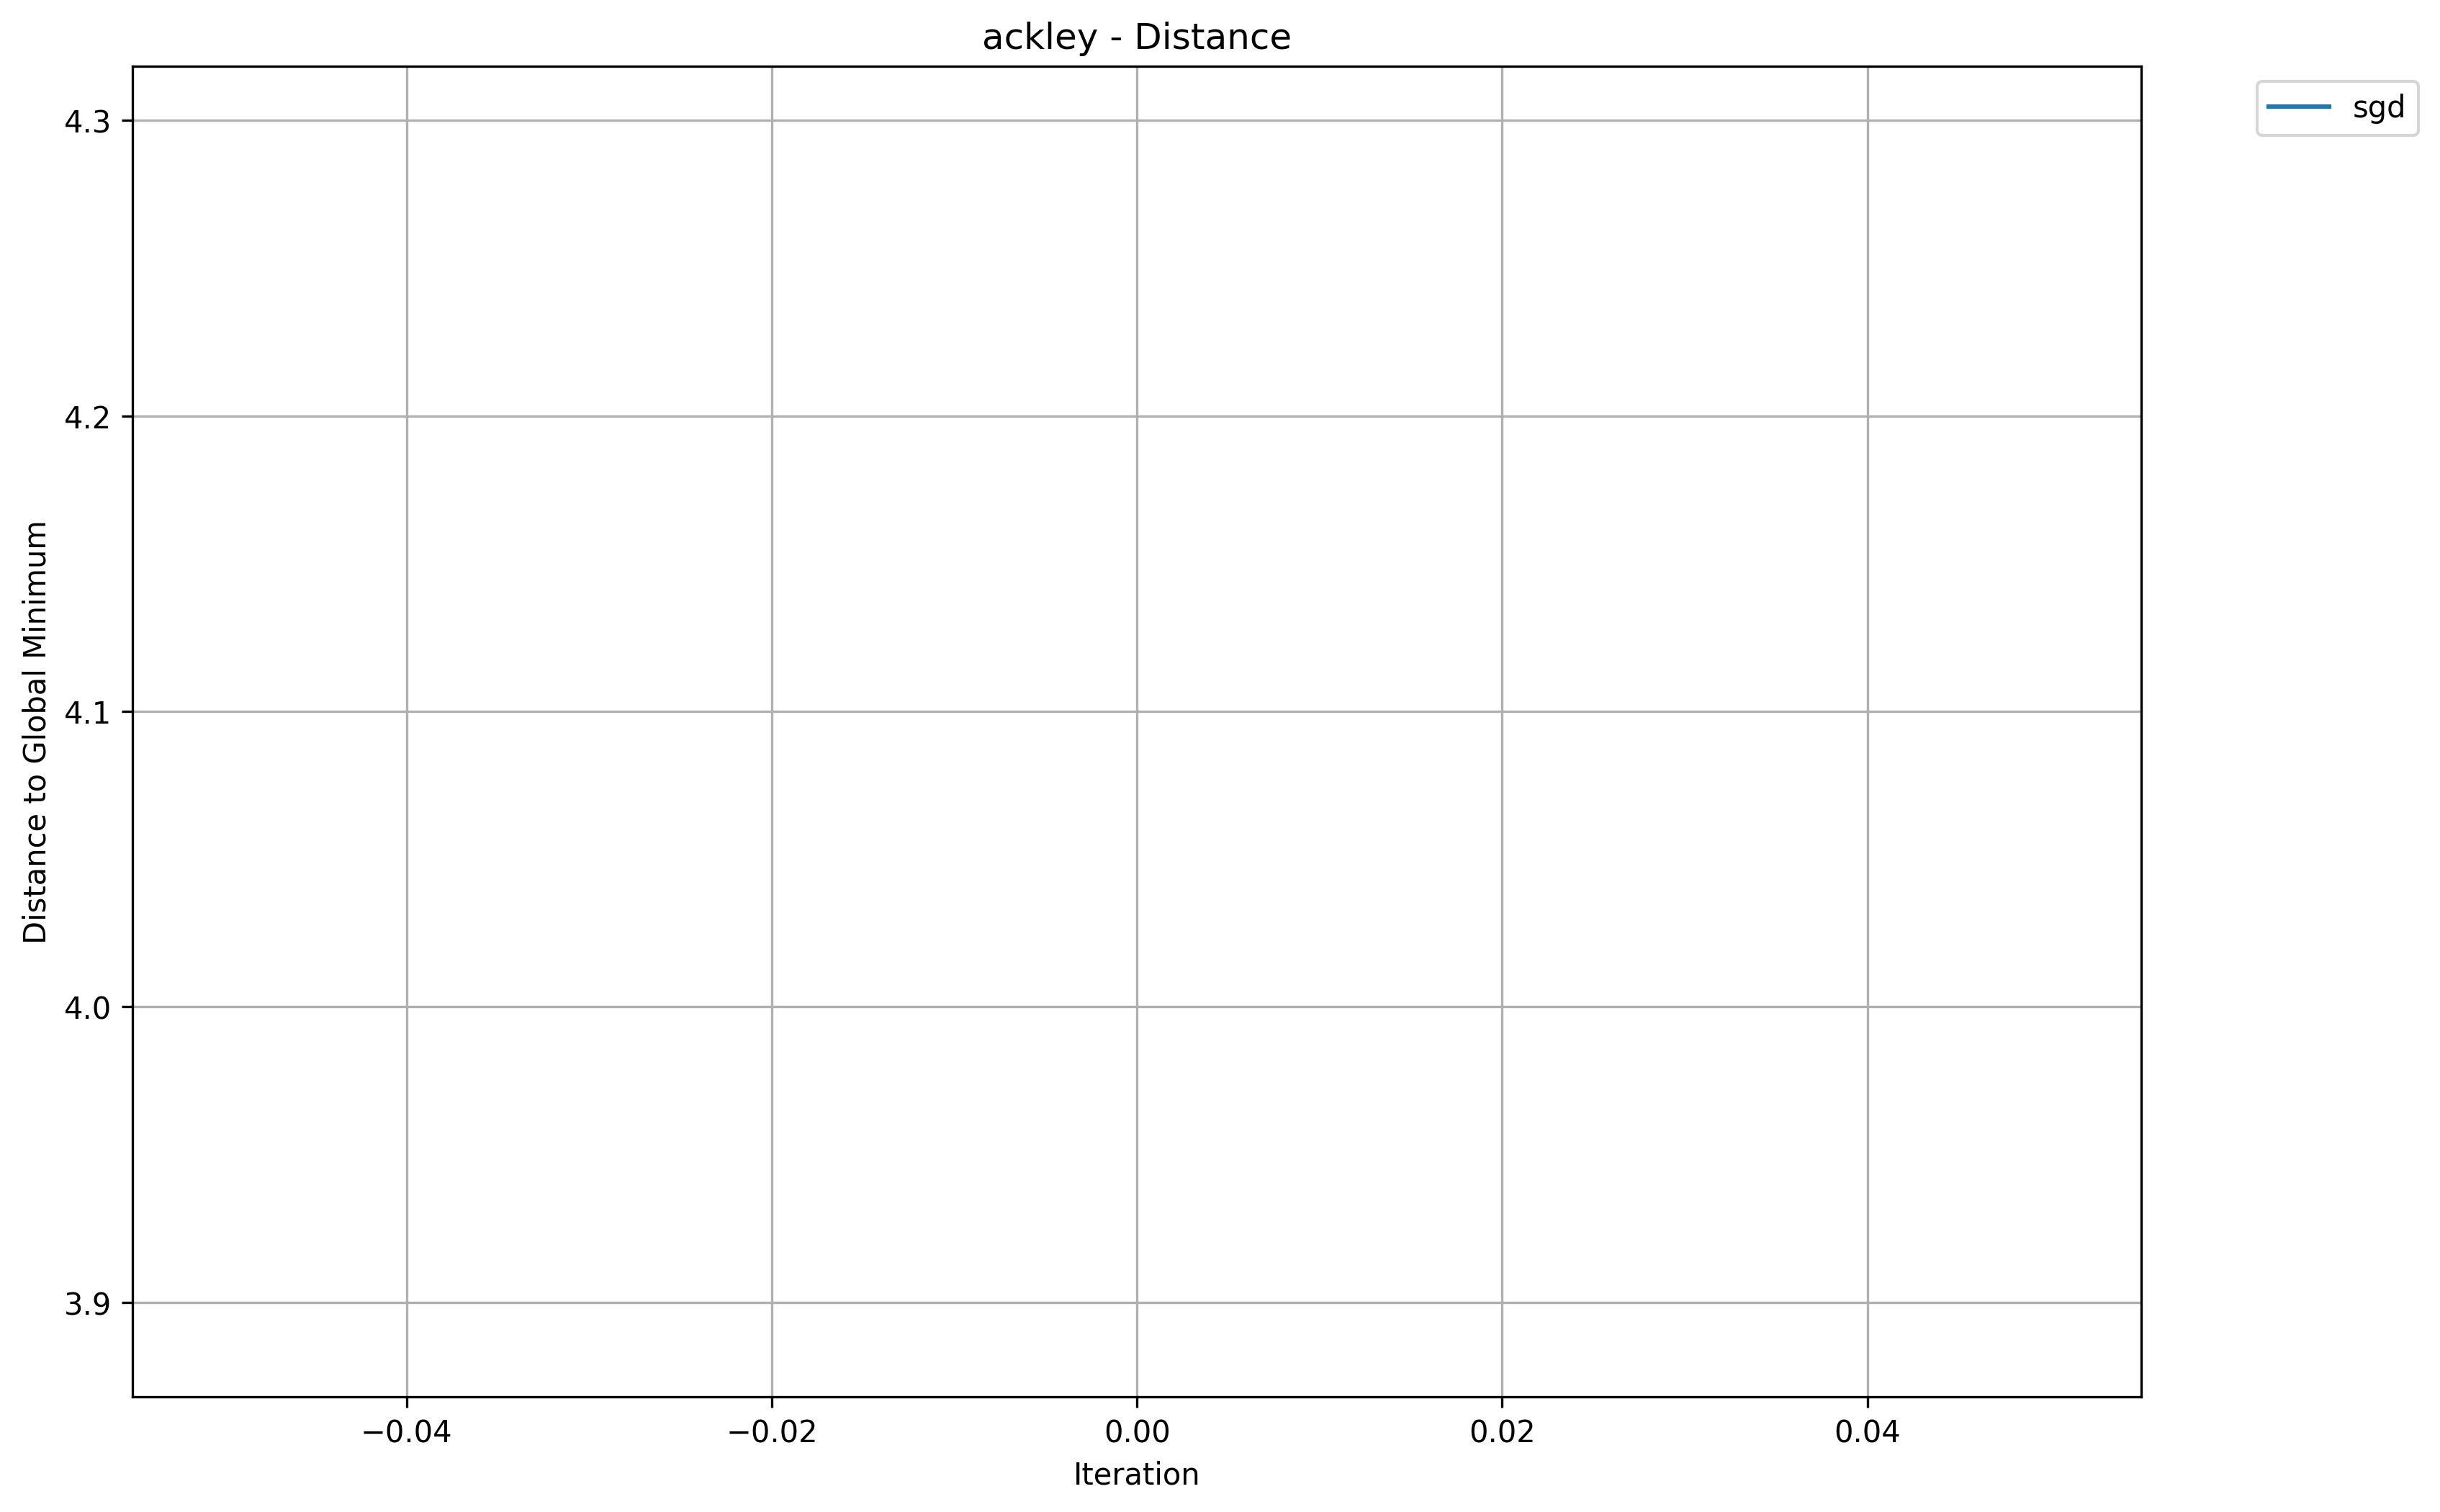 ackley - Distance
sgd
Distance to Global Minimum
4.3
4.2
4.1
4.0
3.9
−0.04
−0.02
0.00
0.02
0.04
Iteration